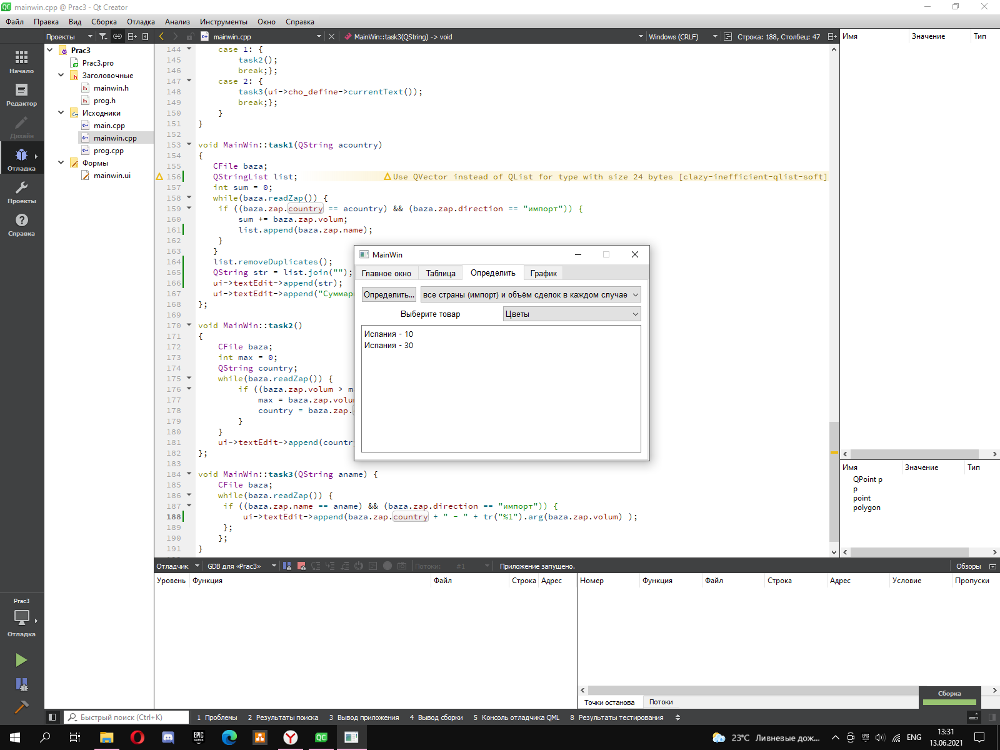 mainwin.cpp @ Prac3 - Qt Creator
Файл Правка Вид Сборка Отладка Анализ Инструменты Окно Справка
Проекты mainwin.cpp MainWin::task3(QString) -> void Windows (CRLF) Строка: 188, Столбец: 47
Начало
Редактор
Дизайн
Отладка
Проекты
Справка
Prac3
Prac3.pro
Заголовочные
mainwin.h
prog.h
Исходники
main.cpp
mainwin.cpp
prog.cpp
Формы
mainwin.ui
144 case 1: {
145 task2();
146 break;};
147 case 2: {
148 task3(ui->cho_define->currentText());
149 break;};
150 }
151 }
152
153 void MainWin::task1(QString acountry)
154 {
155 CFile baza;
156 QStringList list; Use QVector instead of QList for type with size 24 bytes [clazy-inefficient-qlist-soft]
157 int sum = 0;
158 while(baza.readZap()) {
159 if ((baza.zap.country == acountry) && (baza.zap.direction == "импорт")) {
160 sum += baza.zap.volum;
161 list.append(baza.zap.name);
162 }
163 }
164 list.removeDuplicates();
165 QString str = list.join("");
166 ui->textEdit->append(str);
167 ui->textEdit->append("Суммар
168 };
169
170 void MainWin::task2()
171 {
172 CFile baza;
173 int max = 0;
174 QString country;
175 while(baza.readZap()) {
176 if ((baza.zap.volum > m
177 max = baza.zap.volu
178 country = baza.zap.
179 }
180 }
181 ui->textEdit->append(countr
182 };
183
184 void MainWin::task3(QString aname) {
185 CFile baza;
186 while(baza.readZap()) {
187 if ((baza.zap.name == aname) && (baza.zap.direction == "импорт")) {
188 ui->textEdit->append(baza.zap.country + " - " + tr("%1").arg(baza.zap.volum) );
189 };
190 };
191 }
MainWin
Главное окно Таблица Определить График
Определить... все страны (импорт) и объём сделок в каждом случае
Выберите товар Цветы
Испания - 10
Испания - 30
Имя Значение Тип
Имя Значение Тип
QPoint p
p
point
polygon
Отладчик GDB для «Prac3» Потоки: #1 Приложение запущено. Обзоры
Уровень Функция Файл Строка Адрес
Номер Функция Файл Строка Адрес Условие Пропуски
Prac3
Отладка
Точки останова Потоки
Сборка
Быстрый поиск (Ctrl+K) 1 Проблемы 2 Результаты поиска 3 Вывод приложения 4 Вывод сборки 5 Консоль отладчика QML 8 Результаты тестирования
EPIC GAMES QC 23°C Ливневые дож... ENG 13:31
13.06.2021